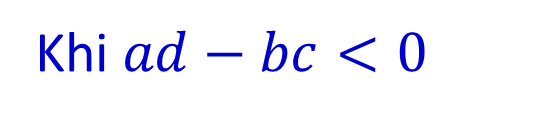 Khi ad − bc < 0